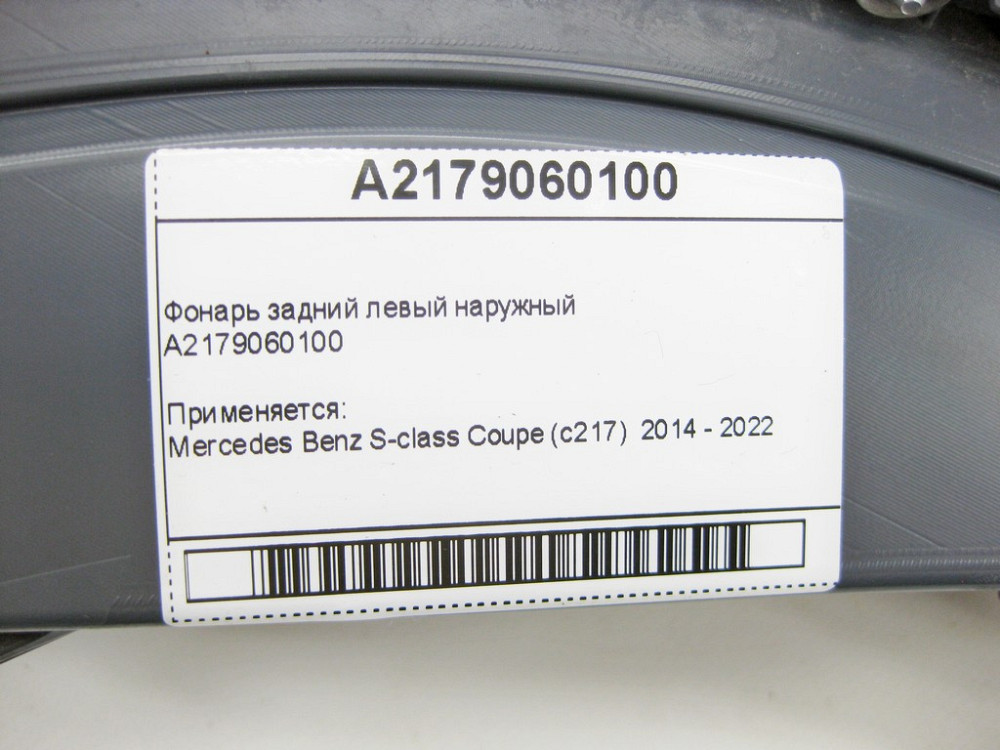 A2179060100
Фонарь задний левый наружный
A2179060100
Применяется:
Mercedes Benz S-class Coupe (c217) 2014 - 2022